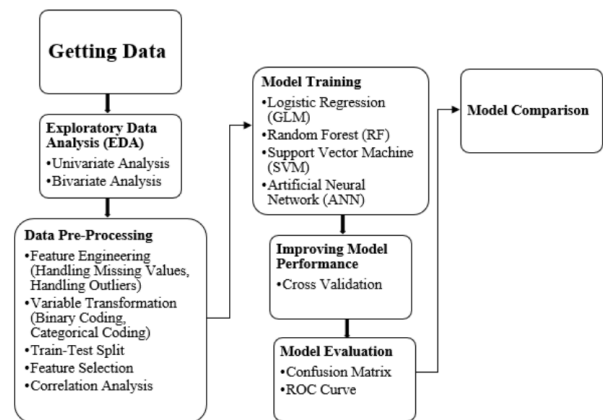 Getting Data
Exploratory Data
Analysis (EDA)
•Univariate Analysis
•Bivariate Analysis
Data Pre-Processing
•Feature Engineering
(Handling Missing Values,
Handling Outliers)
•Variable Transformation
(Binary Coding,
Categorical Coding)
•Train-Test Split
•Feature Selection
•Correlation Analysis
Model Training
•Logistic Regression
(GLM)
•Random Forest (RF)
•Support Vector Machine
(SVM)
•Artificial Neural
Network (ANN)
Improving Model
Performance
•Cross Validation
Model Evaluation
•Confusion Matrix
•ROC Curve
Model Comparison